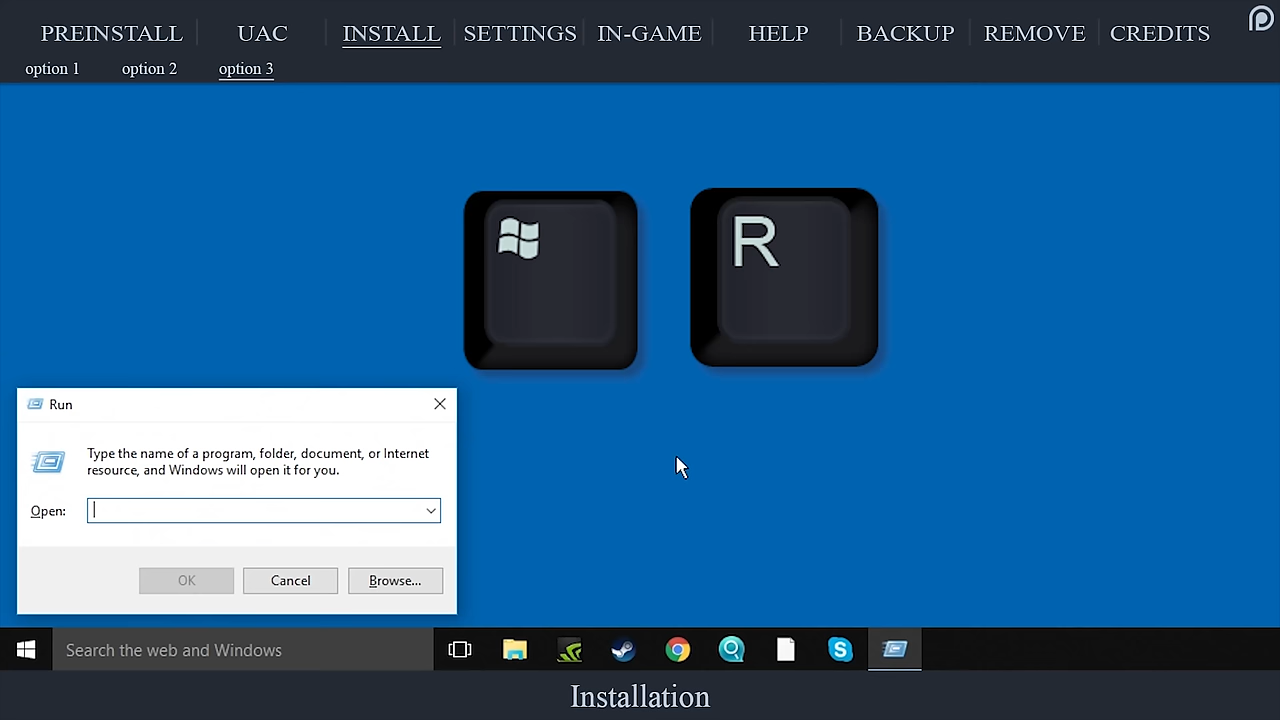 PREINSTALL UAC INSTALL SETTINGS IN-GAME HELP BACKUP REMOVE CREDITS
option 1 option 2 option 3
R
Run
Type the name of a program, folder, document, or Internet
resource, and Windows will open it for you.
Open:
OK Cancel Browse...
Search the web and Windows
Installation